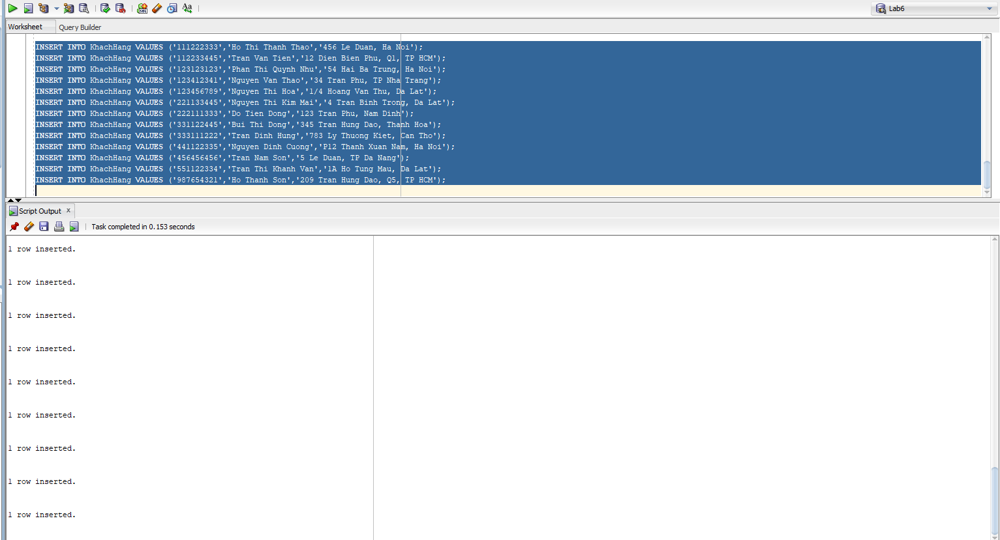 Lab6
Worksheet Query Builder
INSERT INTO KhachHang VALUES ('111222333','Ho Thi Thanh Thao','456 Le Duan, Ha Noi');
INSERT INTO KhachHang VALUES ('112233445','Tran Van Tien','12 Dien Bien Phu, Q1, TP HCM');
INSERT INTO KhachHang VALUES ('123123123','Phan Thi Quynh Nhu','54 Hai Ba Trung, Ha Noi');
INSERT INTO KhachHang VALUES ('123412341','Nguyen Van Thao','34 Tran Phu, TP Nha Trang');
INSERT INTO KhachHang VALUES ('123456789','Nguyen Thi Hoa','1/4 Hoang Van Thu, Da Lat');
INSERT INTO KhachHang VALUES ('221133445','Nguyen Thi Kim Mai','4 Tran Binh Trong, Da Lat');
INSERT INTO KhachHang VALUES ('222111333','Do Tien Dong','123 Tran Phu, Nam Dinh');
INSERT INTO KhachHang VALUES ('331122445','Bui Thi Dong','345 Tran Hung Dao, Thanh Hoa');
INSERT INTO KhachHang VALUES ('333111222','Tran Dinh Hung','783 Ly Thuong Kiet, Can Tho');
INSERT INTO KhachHang VALUES ('441122335','Nguyen Dinh Cuong','P12 Thanh Xuan Nam, Ha Noi');
INSERT INTO KhachHang VALUES ('456456456','Tran Nam Son','5 Le Duan, TP Da Nang');
INSERT INTO KhachHang VALUES ('551122334','Tran Thi Khanh Van','1A Ho Tung Mau, Da Lat');
INSERT INTO KhachHang VALUES ('987654321','Ho Thanh Son','209 Tran Hung Dao, Q5, TP HCM');
Script Output x
Task completed in 0.153 seconds
1 row inserted.
1 row inserted.
1 row inserted.
1 row inserted.
1 row inserted.
1 row inserted.
1 row inserted.
1 row inserted.
1 row inserted.